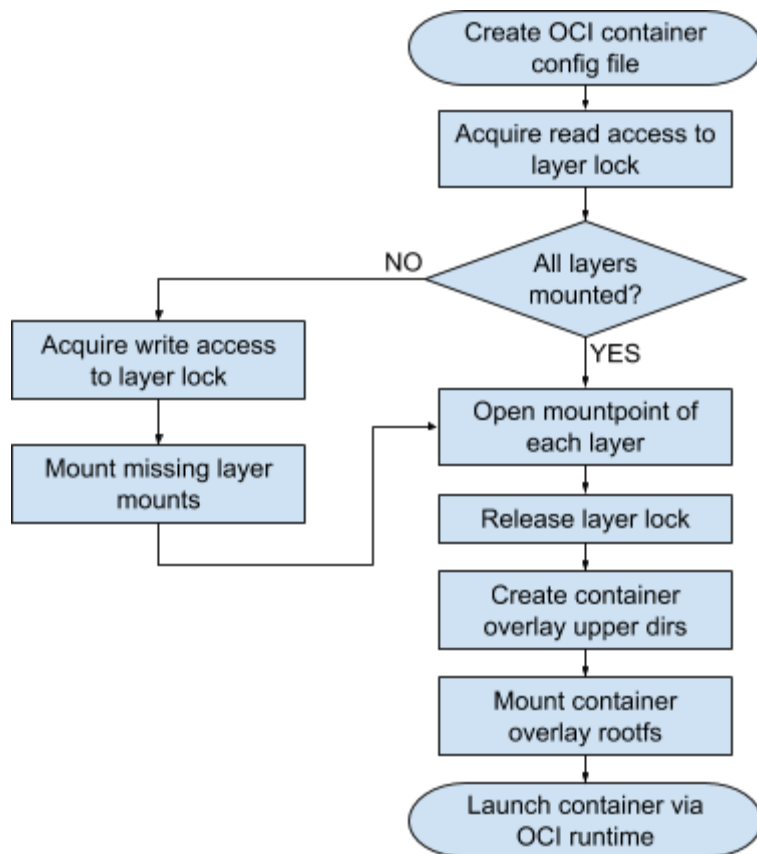 Create OCI container
config file
Acquire read access to
layer lock
All layers
mounted?
NO
YES
Acquire write access
to layer lock
Mount missing layer
mounts
Open mountpoint of
each layer
Release layer lock
Create container
overlay upper dirs
Mount container
overlay rootfs
Launch container via
OCI runtime